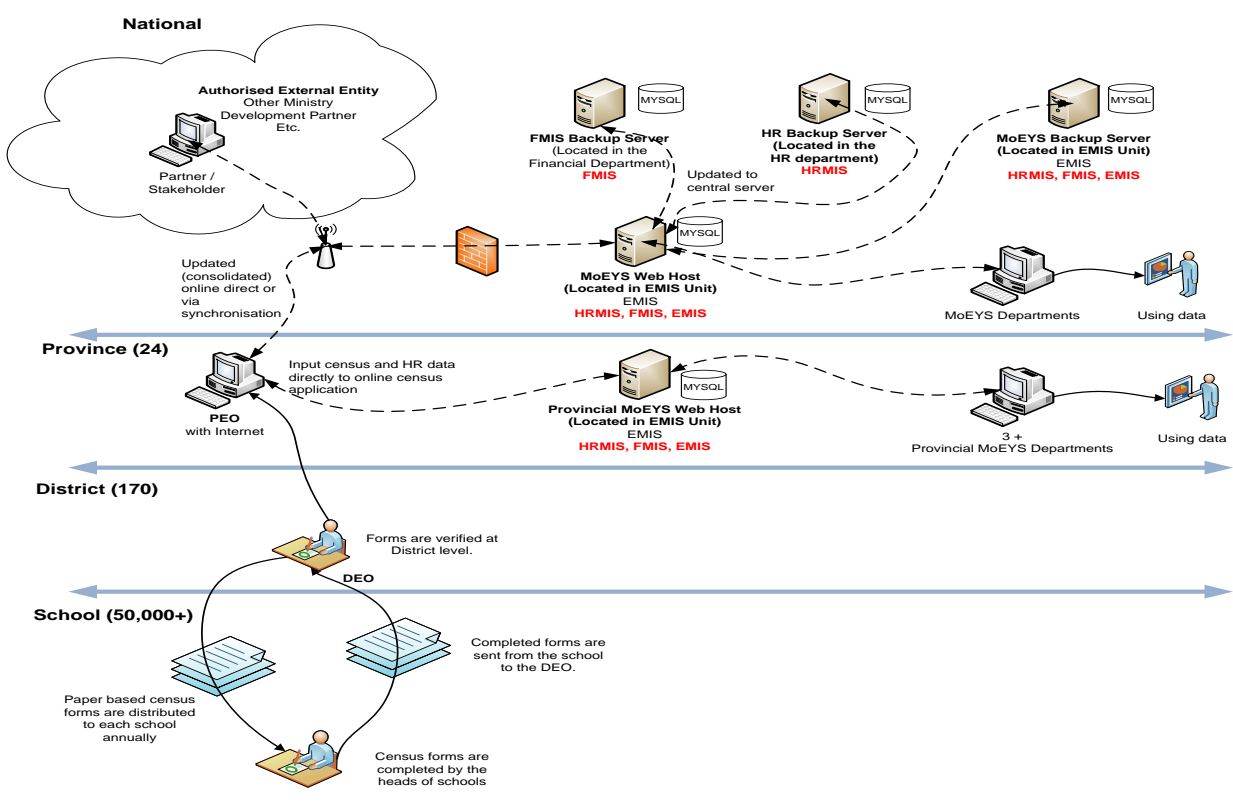 National
Authorised External Entity
Other Ministry
Development Partner
Etc.
Partner /
Stakeholder
MYSQL
FMIS Backup Server
(Located in the
Financial Department)
FMIS
MYSQL
HR Backup Server
(Located in the
HR department)
HRMIS
MYSQL
MoEYS Backup Server
(Located in EMIS Unit)
EMIS
HRMIS, FMIS, EMIS
Updated to
central server
Updated
(consolidated)
online direct or
via
synchronisation
MYSQL
MoEYS Web Host
(Located in EMIS Unit)
EMIS
HRMIS, FMIS, EMIS
MoEYS Departments
Using data
Province (24)
PEO
with Internet
Input census and HR data
directly to online census
application
MYSQL
Provincial MoEYS Web Host
(Located in EMIS Unit)
EMIS
HRMIS, FMIS, EMIS
3 +
Provincial MoEYS Departments
Using data
District (170)
Forms are verified at
District level.
DEO
School (50,000+)
Paper based census
forms are distributed
to each school
annually
Completed forms are
sent from the school
to the DEO.
Census forms are
completed by the
heads of schools